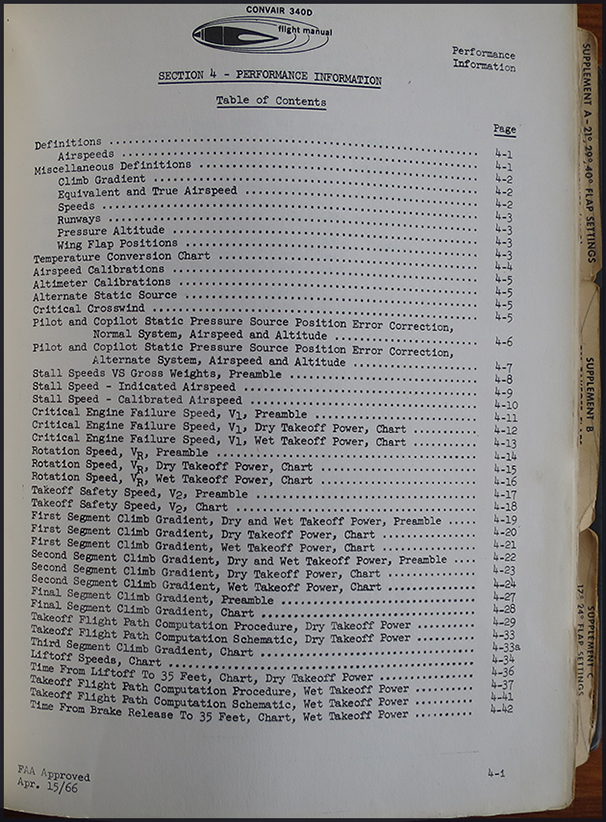 CONVAIR 340D
flight manual
Performance
Information
SECTION 4 - PERFORMANCE INFORMATION
Table of Contents
Page
Definitions 4-1
Airspeeds 4-1
Miscellaneous Definitions 4-2
Climb Gradient 4-2
Equivalent and True Airspeed 4-2
Speeds 4-3
Runways 4-3
Pressure Altitude 4-3
Wing Flap Positions 4-3
Temperature Conversion Chart 4-4
Airspeed Calibrations 4-5
Altimeter Calibrations 4-5
Alternate Static Source 4-5
Critical Crosswind 4-5
Pilot and Copilot Static Pressure Source Position Error Correction,
Normal System, Airspeed and Altitude 4-6
Pilot and Copilot Static Pressure Source Position Error Correction,
Alternate System, Airspeed and Altitude 4-7
Stall Speeds VS Gross Weights, Preamble 4-8
Stall Speed - Indicated Airspeed 4-9
Stall Speed - Calibrated Airspeed 4-10
Critical Engine Failure Speed, V1, Preamble 4-11
Critical Engine Failure Speed, V1, Dry Takeoff Power, Chart 4-12
Critical Engine Failure Speed, V1, Wet Takeoff Power, Chart 4-13
Rotation Speed, VR, Preamble 4-14
Rotation Speed, VR, Dry Takeoff Power, Chart 4-15
Rotation Speed, VR, Wet Takeoff Power, Chart 4-16
Takeoff Safety Speed, V2, Preamble 4-17
Takeoff Safety Speed, V2, Chart 4-18
First Segment Climb Gradient, Dry and Wet Takeoff Power, Preamble 4-19
First Segment Climb Gradient, Dry Takeoff Power, Chart 4-20
First Segment Climb Gradient, Wet Takeoff Power, Chart 4-21
Second Segment Climb Gradient, Dry and Wet Takeoff Power, Preamble 4-22
Second Segment Climb Gradient, Dry Takeoff Power, Chart 4-23
Second Segment Climb Gradient, Wet Takeoff Power, Chart 4-24
Final Segment Climb Gradient, Preamble 4-27
Final Segment Climb Gradient, Chart 4-28
Takeoff Flight Path Computation Procedure, Dry Takeoff Power 4-29
Takeoff Flight Path Computation Schematic, Dry Takeoff Power 4-33
Third Segment Climb Gradient, Chart 4-33a
Liftoff Speeds, Chart 4-34
Time From Liftoff To 35 Feet, Chart, Dry Takeoff Power 4-36
Takeoff Flight Path Computation Procedure, Wet Takeoff Power 4-37
Takeoff Flight Path Computation Schematic, Wet Takeoff Power 4-41
Time From Brake Release To 35 Feet, Chart, Wet Takeoff Power 4-42
FAA Approved
Apr. 15/66
4-i
SUPPLEMENT A-21°, 29°, 40° FLAP SETTINGS
SUPPLEMENT B
SUPPLEMENT C
17° 24° FLAP SETTINGS